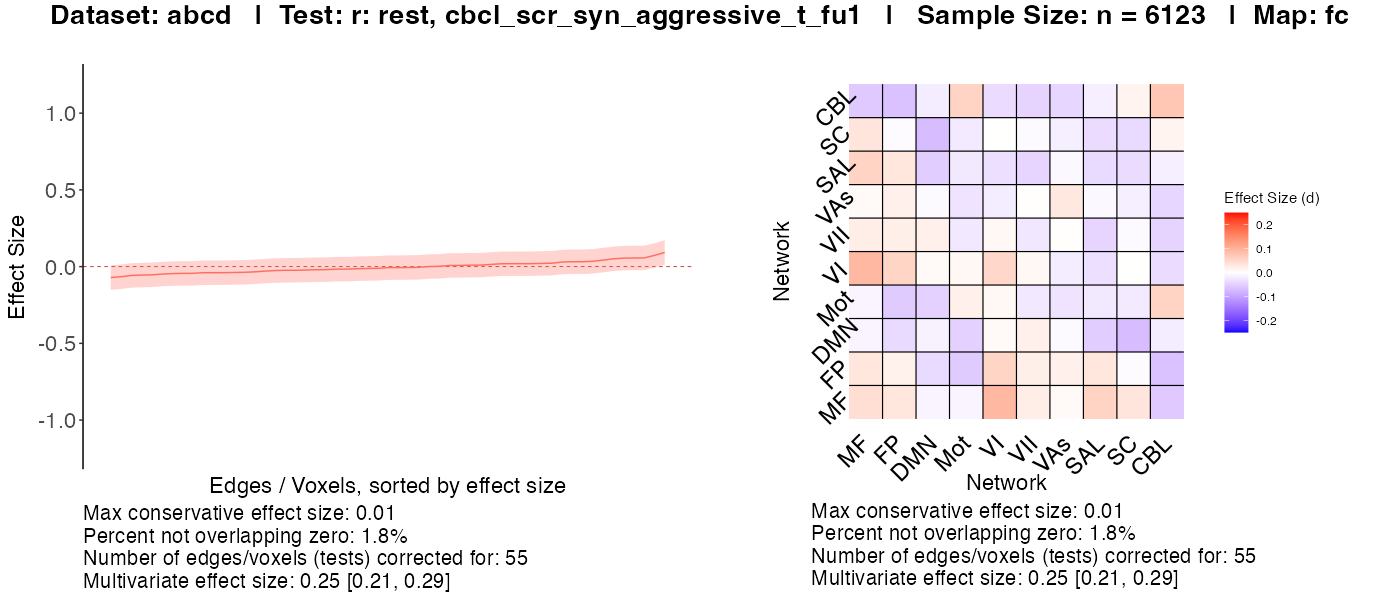 Dataset: abcd | Test: r: rest, cbcl_scr_syn_aggressive_t_fu1 | Sample Size: n = 6123 | Map: fc
Effect Size
1.0
0.5
0.0
-0.5
-1.0
Edges / Voxels, sorted by effect size
Max conservative effect size: 0.01
Percent not overlapping zero: 1.8%
Number of edges/voxels (tests) corrected for: 55
Multivariate effect size: 0.25 [0.21, 0.29]
Network
CBL
SC
SAL
VAs
VII
VI
Mot
DMN
FP
MF
MF FP DMN Mot VI VII VAs SAL SC CBL
Network
Effect Size (d)
0.2
0.1
0.0
-0.1
-0.2
Max conservative effect size: 0.01
Percent not overlapping zero: 1.8%
Number of edges/voxels (tests) corrected for: 55
Multivariate effect size: 0.25 [0.21, 0.29]